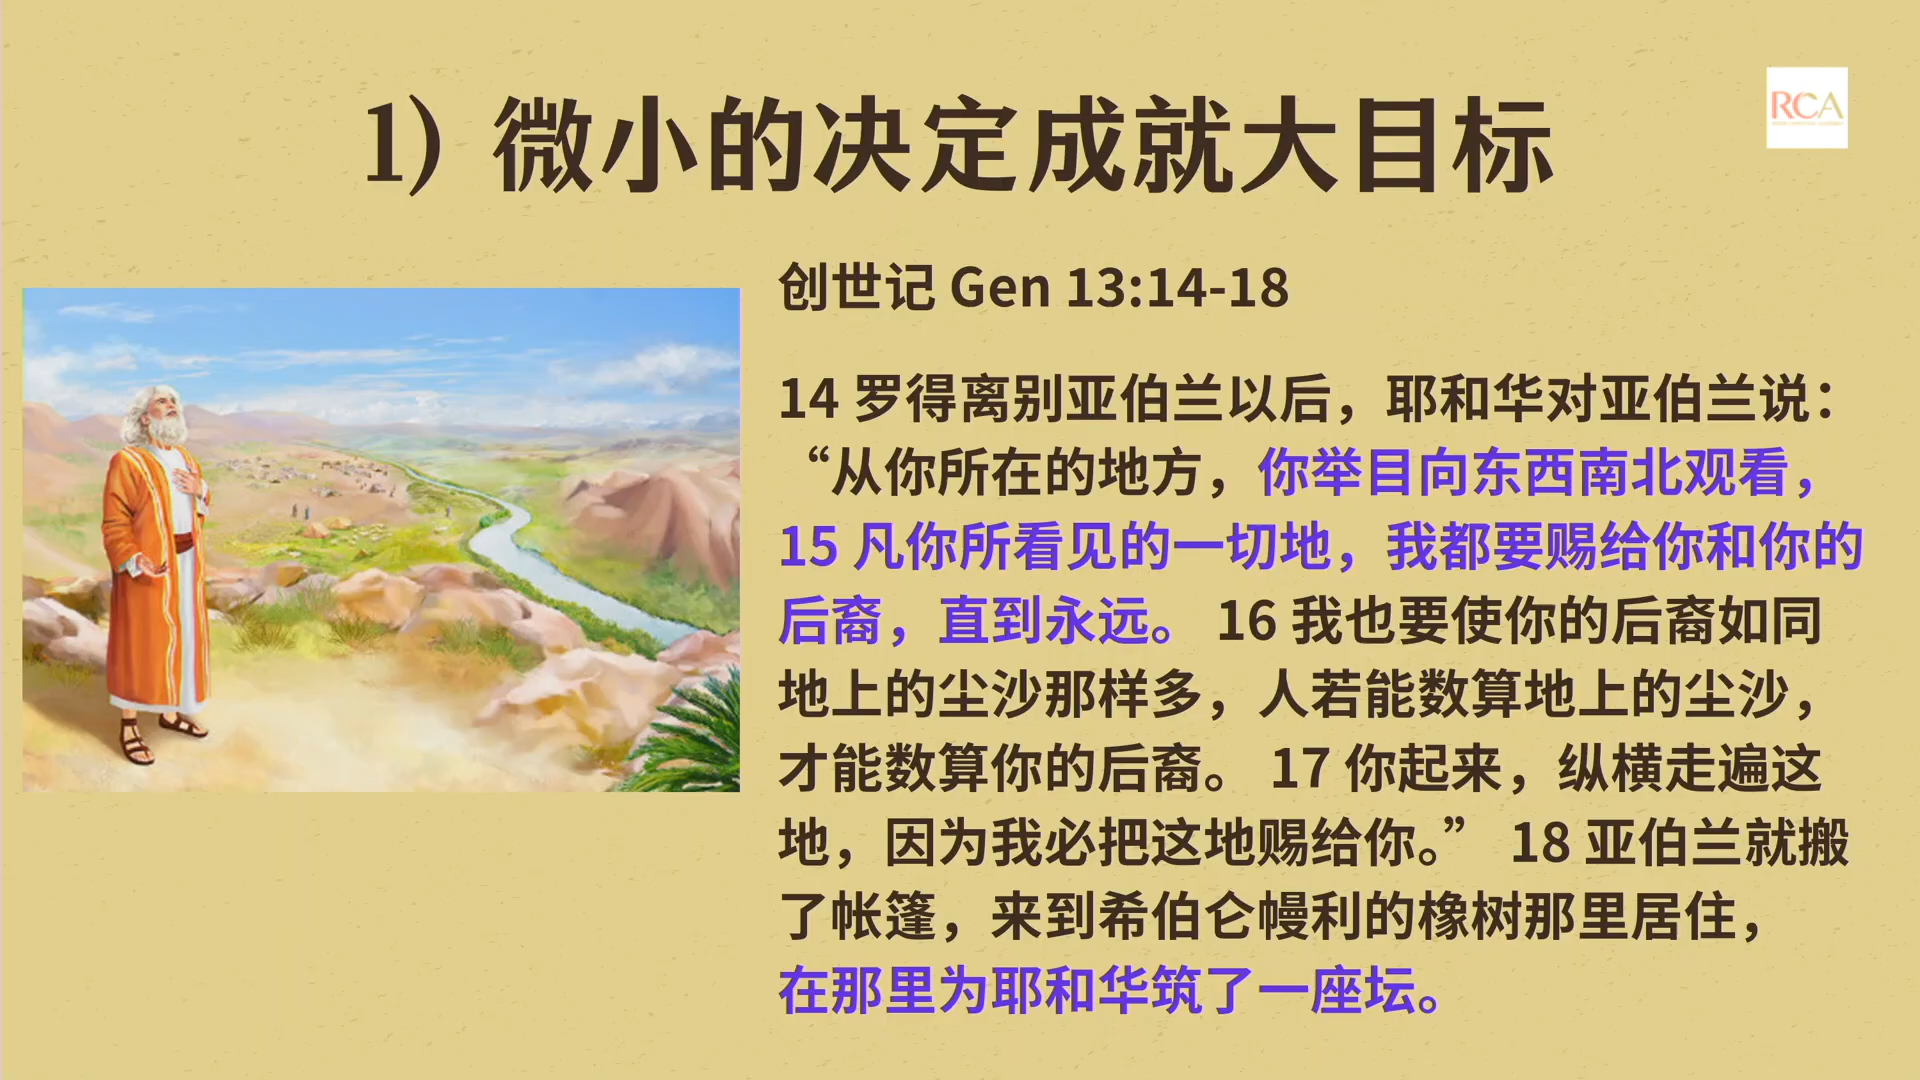 1) 微小的决定成就大目标
RCA
创世记 Gen 13:14-18
14 罗得离别亚伯兰以后，耶和华对亚伯兰说：
“从你所在的地方，你举目向东西南北观看，
15 凡你所看见的一切地，我都要赐给你和你的
后裔，直到永远。 16 我也要使你的后裔如同
地上的尘沙那样多，人若能数算地上的尘沙，
才能数算你的后裔。 17 你起来，纵横走遍这
地，因为我必把这地赐给你。” 18 亚伯兰就搬
了帐篷，来到希伯仑幔利的橡树那里居住，
在那里为耶和华筑了一座坛。